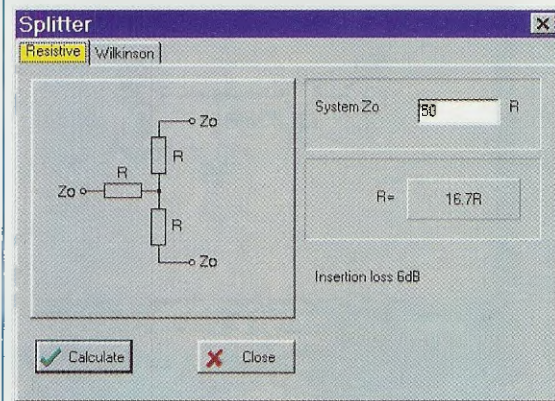 Splitter
Resistive Wilkinson
Zo
R
R
Zo
R
Zo
System Zo 50 R
R= 16.7R
Insertion loss 6dB
Calculate Close